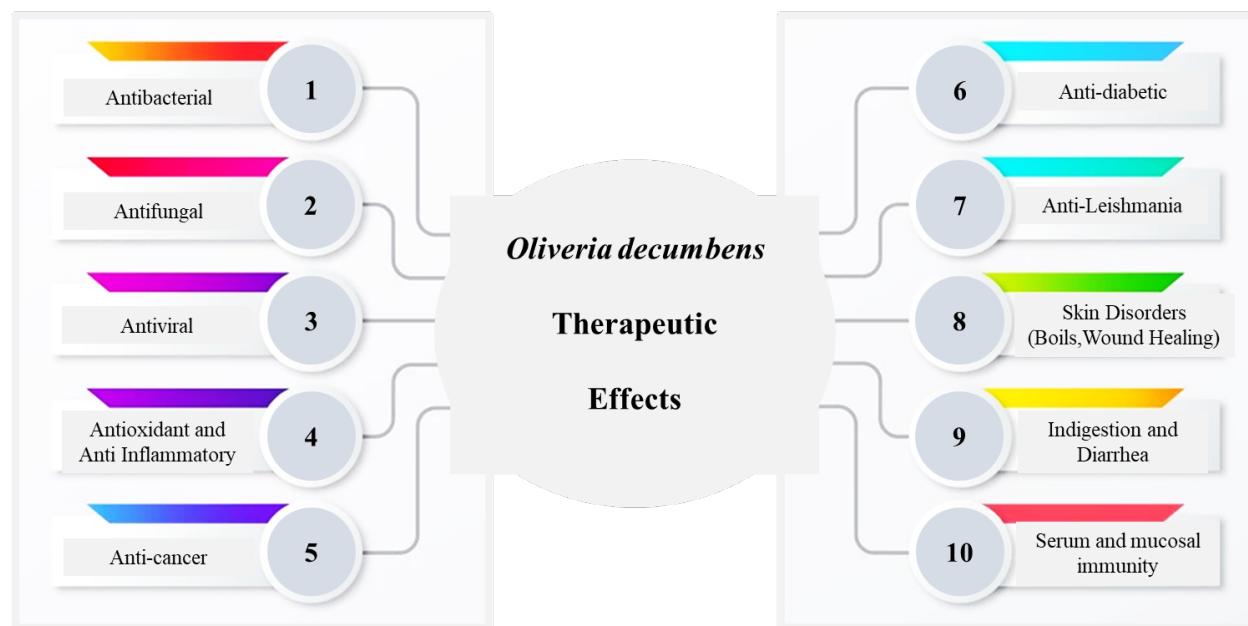 Antibacterial
1
Antifungal
2
Antiviral
3
Antioxidant and
Anti Inflammatory
4
Anti-cancer
5
Oliveria decumbens
Therapeutic
Effects
6
Anti-diabetic
7
Anti-Leishmania
8
Skin Disorders
(Boils,Wound Healing)
9
Indigestion and
Diarrhea
10
Serum and mucosal
immunity